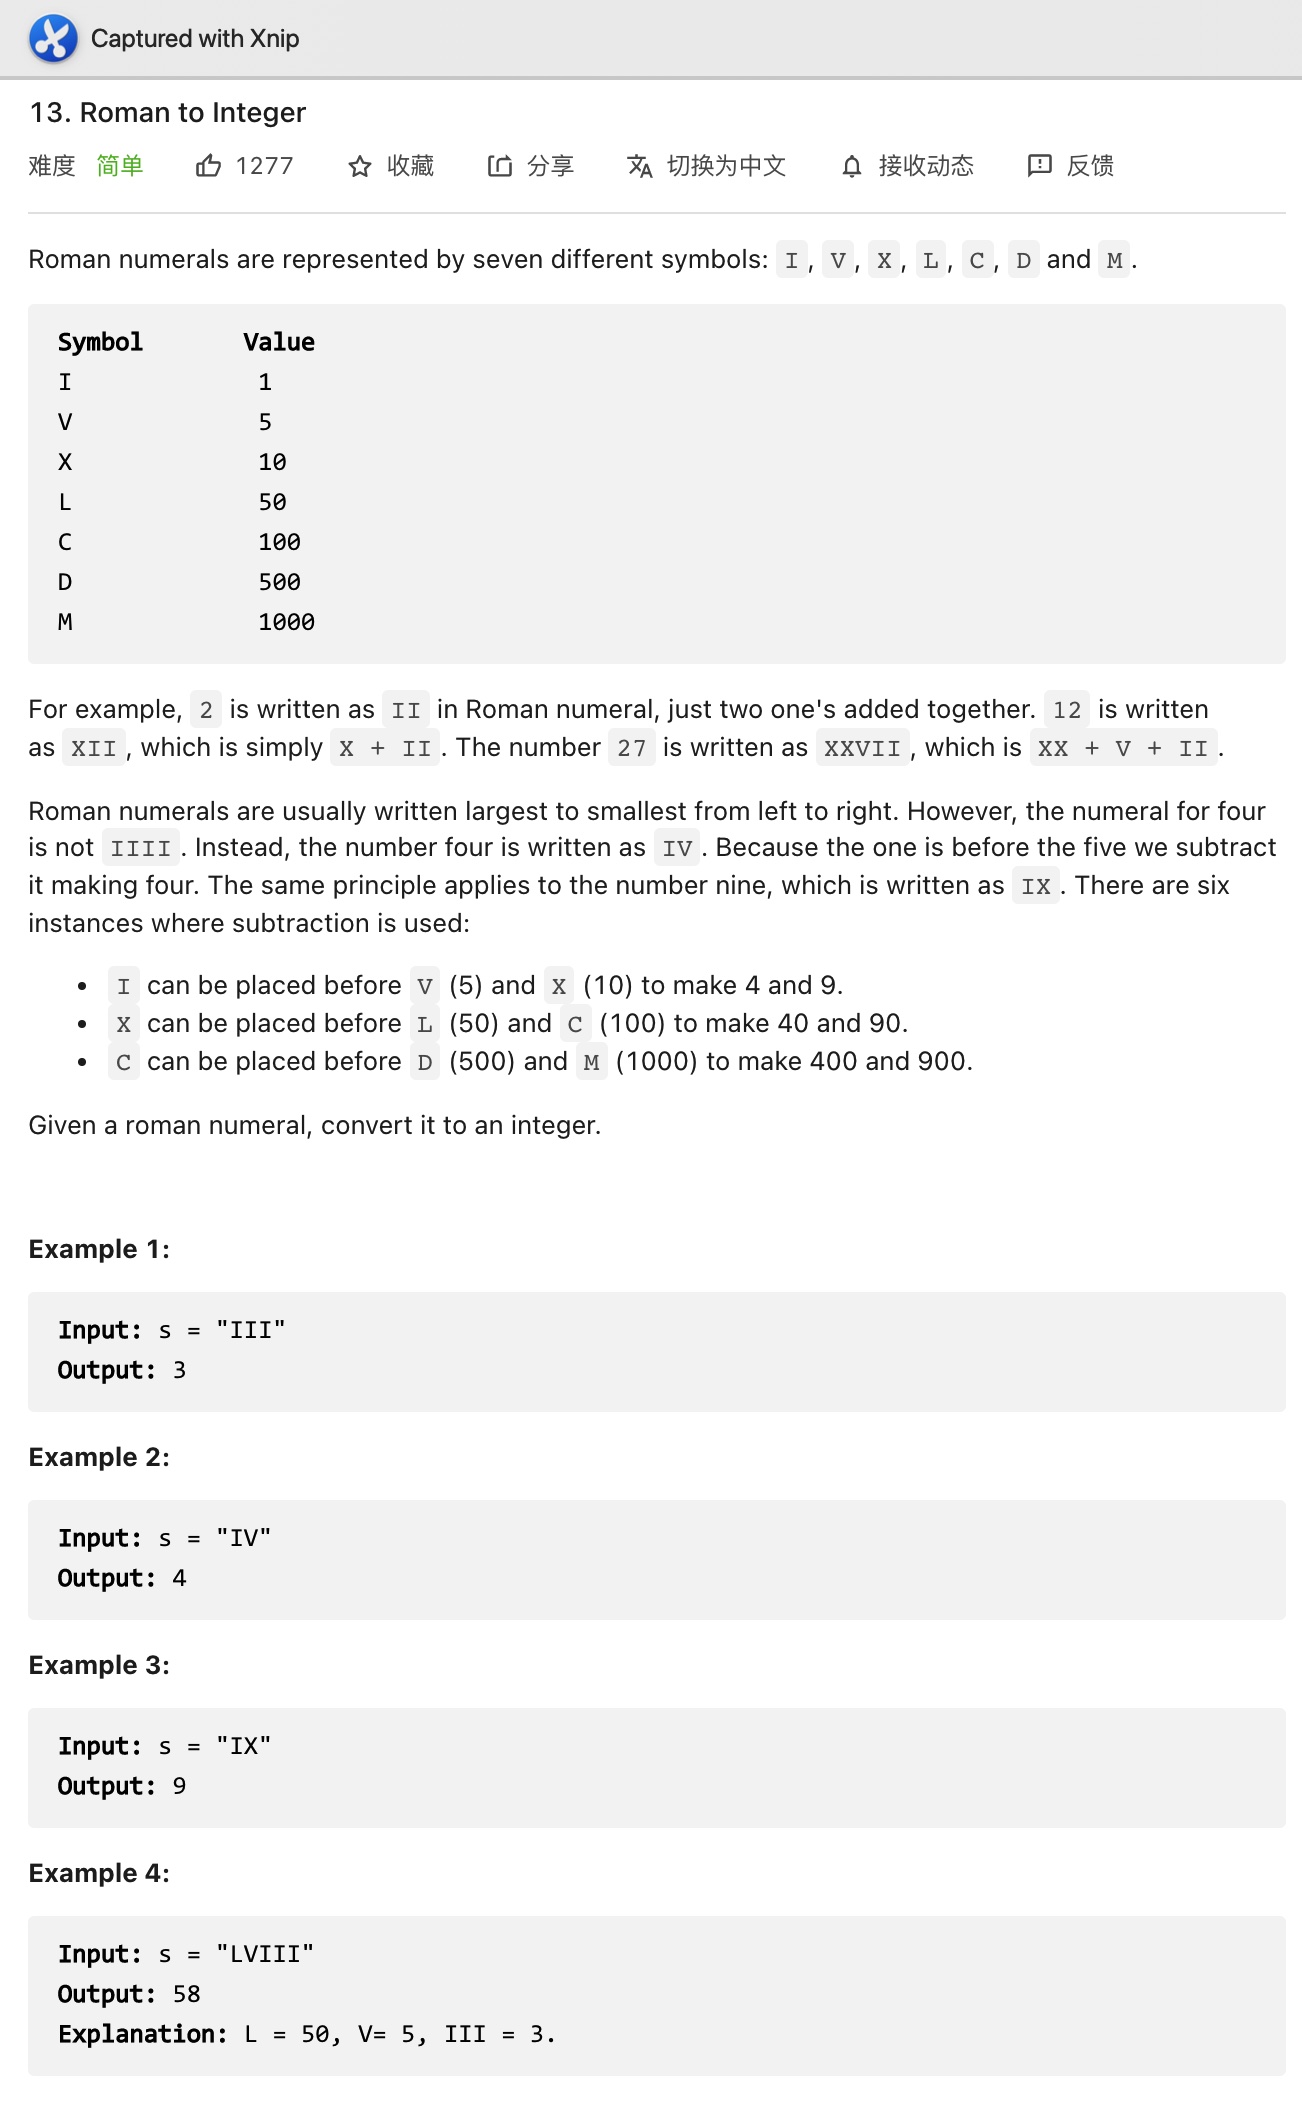 Captured with Xnip
13. Roman to Integer
难度 简单 1277 收藏 分享 切换为中文 接收动态 反馈
Roman numerals are represented by seven different symbols: I, V, X, L, C, D and M.
Symbol Value
I 1
V 5
X 10
L 50
C 100
D 500
M 1000
For example, 2 is written as II in Roman numeral, just two one's added together. 12 is written
as XII, which is simply X + II. The number 27 is written as XXVII, which is XX + V + II.
Roman numerals are usually written largest to smallest from left to right. However, the numeral for four
is not IIII. Instead, the number four is written as IV. Because the one is before the five we subtract
it making four. The same principle applies to the number nine, which is written as IX. There are six
instances where subtraction is used:
• I can be placed before V (5) and X (10) to make 4 and 9.
• X can be placed before L (50) and C (100) to make 40 and 90.
• C can be placed before D (500) and M (1000) to make 400 and 900.
Given a roman numeral, convert it to an integer.
Example 1:
Input: s = "III"
Output: 3
Example 2:
Input: s = "IV"
Output: 4
Example 3:
Input: s = "IX"
Output: 9
Example 4:
Input: s = "LVIII"
Output: 58
Explanation: L = 50, V= 5, III = 3.